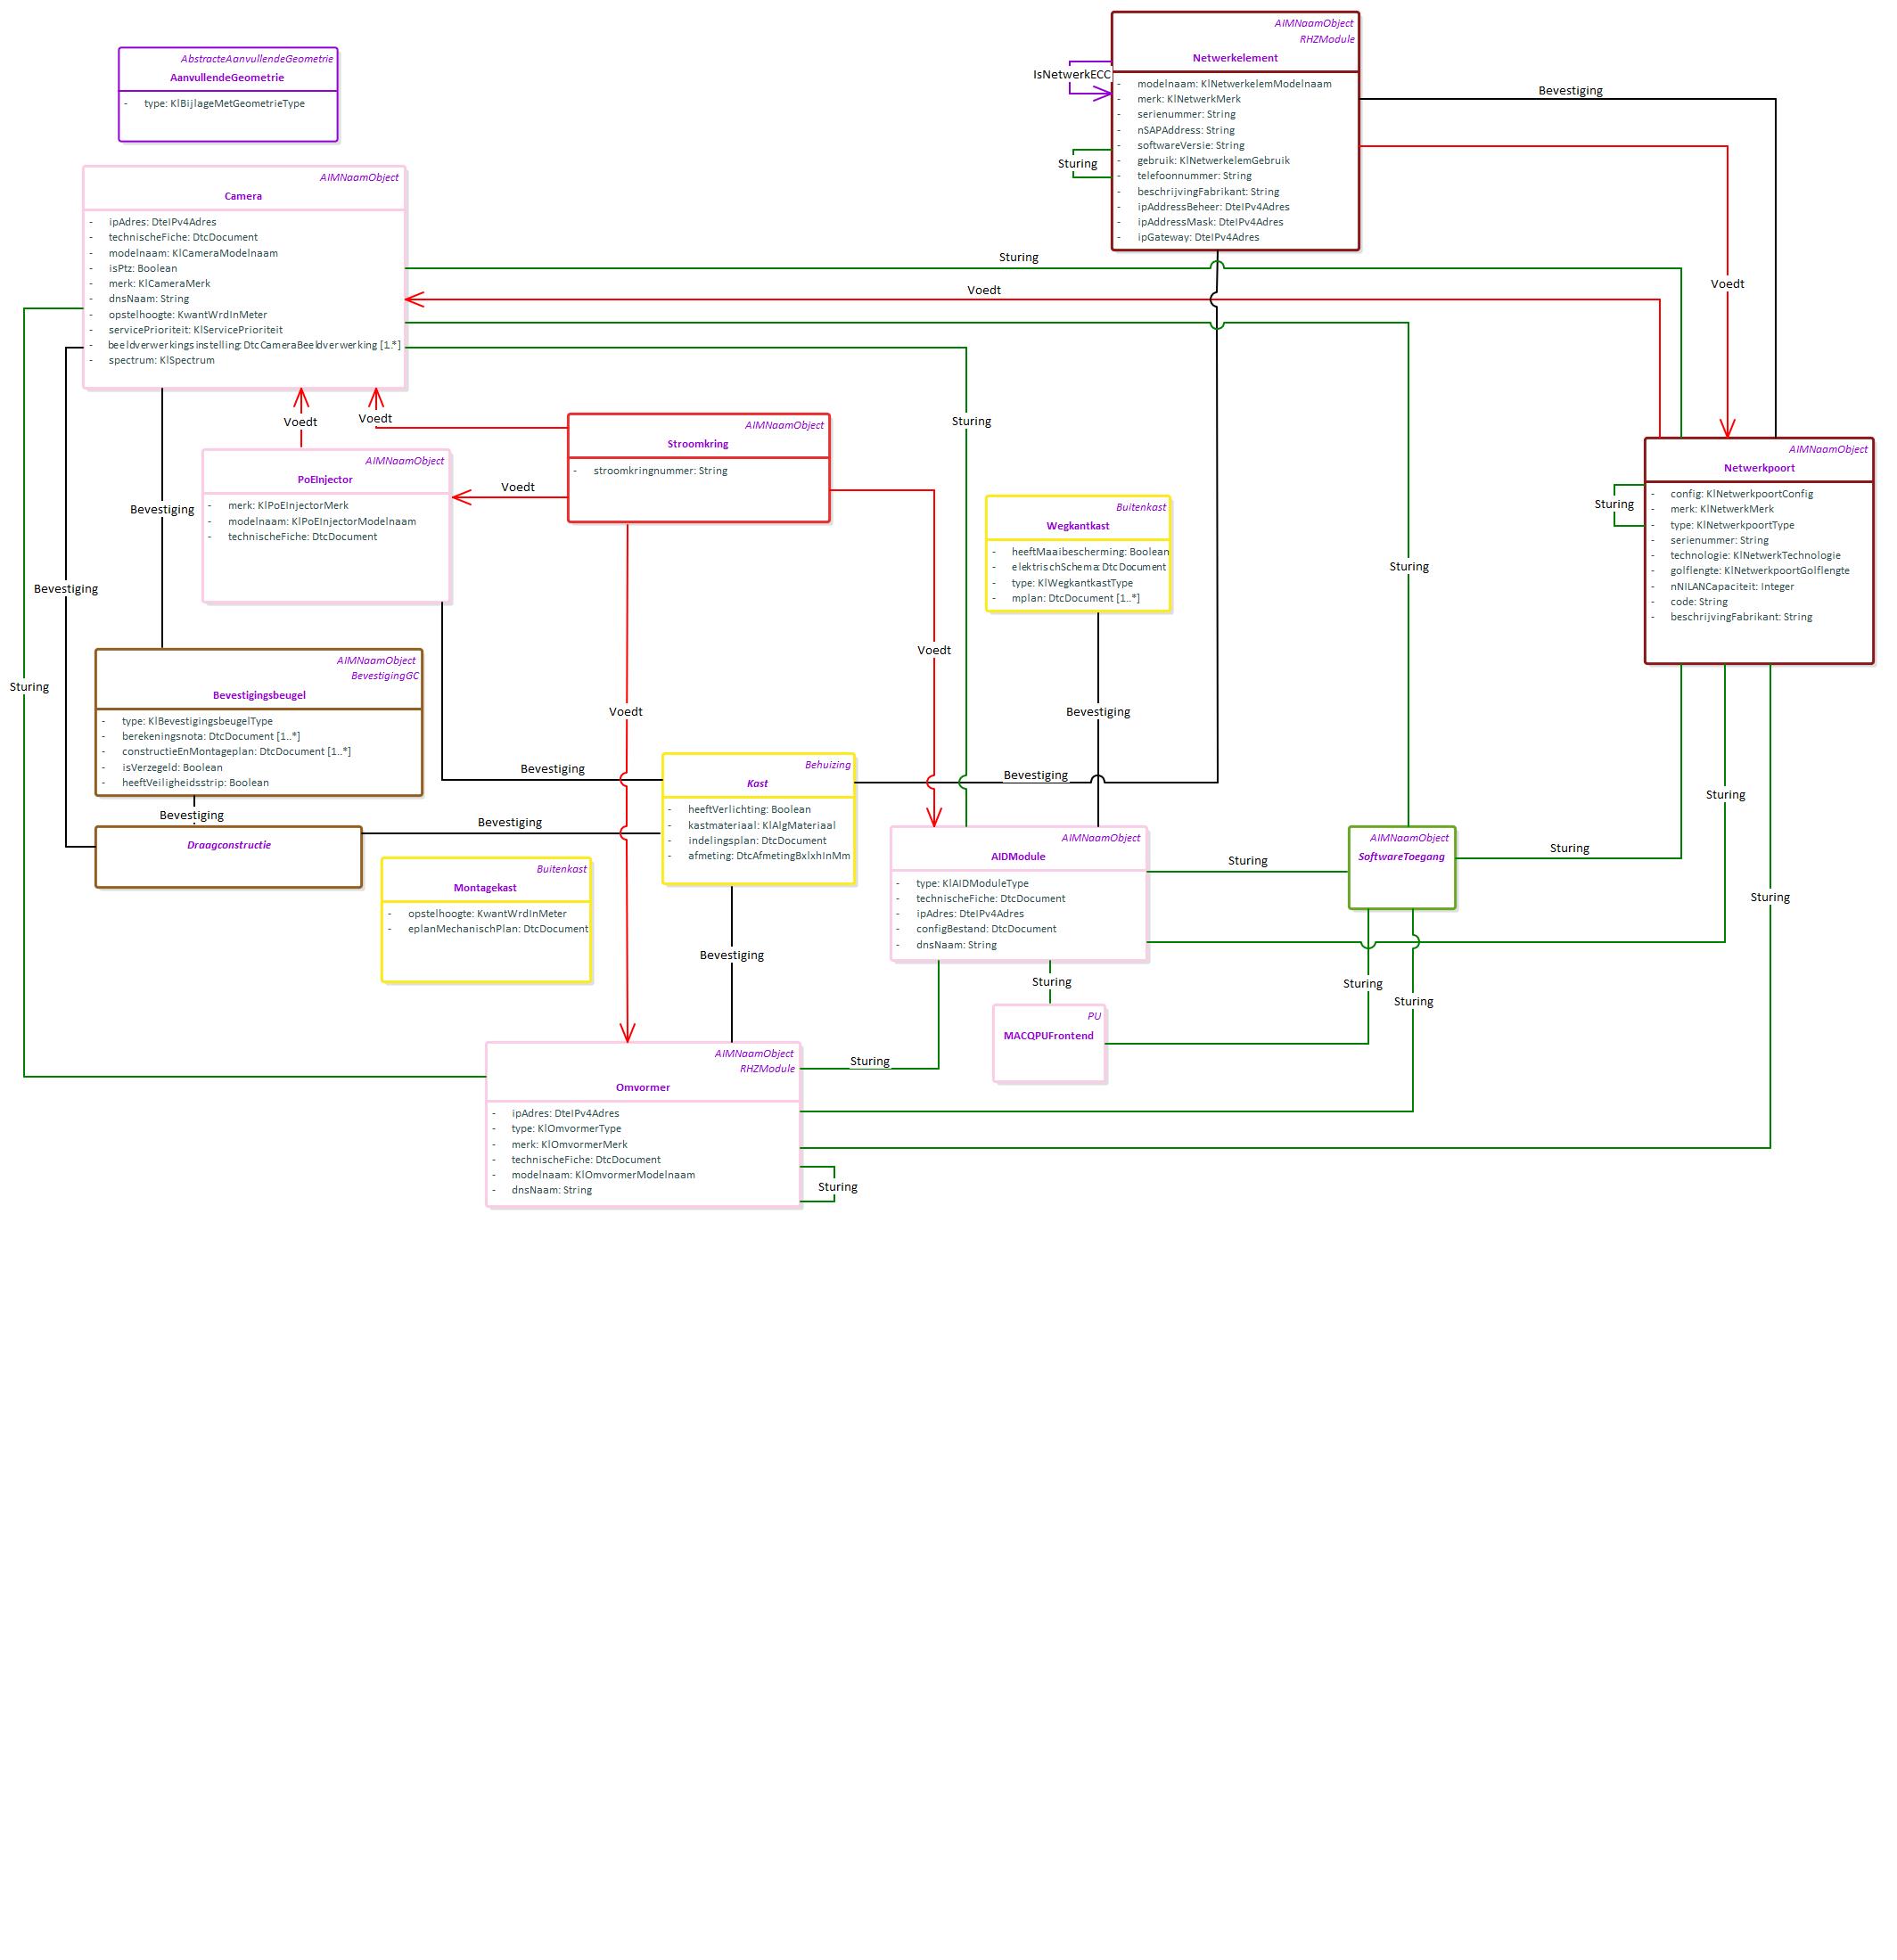 AIMNaamObject
RHZModule
Netwerkelement
- modelnaam: KlNetwerkelemModelnaam
- merk: KlNetwerkMerk
- serienummer: String
- nSAPAddress: String
- softwareVersie: String
- gebruik: KlNetwerkelemGebruik
- telefoonnummer: String
- beschrijvingFabrikant: String
- ipAddressBeheer: DteIPv4Adres
- ipAddressMask: DteIPv4Adres
- ipGateway: DteIPv4Adres
IsNetwerkECC
Sturing
Bevestiging
Voedt
AbstracteAanvullendeGeometrie
AanvullendeGeometrie
- type: KlBijlageMetGeometrieType
AIMNaamObject
Camera
- ipAdres: DteIPv4Adres
- technischeFiche: DtcDocument
- modelnaam: KlCameraModelnaam
- isPtz: Boolean
- merk: KlCameraMerk
- dnsNaam: String
- opstelhoogte: KwantWrdInMeter
- servicePrioriteit: KlServicePrioriteit
- beeldverwerkingsinstelling: DtcCameraBeeldverwerking [1..*]
- spectrum: KlSpectrum
Sturing
Voedt
Sturing
Sturing
Voedt
Voedt
Bevestiging
Bevestiging
Sturing
AIMNaamObject
Stroomkring
- stroomkringnummer: String
Voedt
Voedt
Voedt
AIMNaamObject
PoEInjector
- merk: KlPoEInjectorMerk
- modelnaam: KlPoEInjectorModelnaam
- technischeFiche: DtcDocument
AIMNaamObject
Netwerkpoort
- config: KlNetwerkpoortConfig
- merk: KlNetwerkMerk
- type: KlNetwerkpoortType
- serienummer: String
- technologie: KlNetwerkTechnologie
- golflengte: KlNetwerkpoortGolflengte
- nNILANCapaciteit: Integer
- code: String
- beschrijvingFabrikant: String
Sturing
Buitenkast
Wegkantkast
- heeftMaaibescherming: Boolean
- elektrischSchema: DtcDocument
- type: KlWegkantkastType
- mplan: DtcDocument [1..*]
Bevestiging
AIMNaamObject
BevestigingGC
Bevestigingsbeugel
- type: KlBevestigingsbeugelType
- berekeningsnota: DtcDocument [1..*]
- constructieEnMontageplan: DtcDocument [1..*]
- isVerzegeld: Boolean
- heeftVeiligheidsstrip: Boolean
Bevestiging
Draagconstructie
Bevestiging
Bevestiging
Behuizing
Kast
- heeftVerlichting: Boolean
- kastmateriaal: KlAlgMateriaal
- indelingsplan: DtcDocument
- afmeting: DtcAfmetingBxlxhInMm
Bevestiging
Bevestiging
Buitenkast
Montagekast
- opstelhoogte: KwantWrdInMeter
- eplanMechanischPlan: DtcDocument
AIMNaamObject
AIDModule
- type: KlAIDModuleType
- technischeFiche: DtcDocument
- ipAdres: DteIPv4Adres
- configBestand: DtcDocument
- dnsNaam: String
Sturing
AIMNaamObject
SoftwareToegang
Sturing
Sturing
Sturing
Sturing
Sturing
Sturing
PU
MACQPUFrontend
AIMNaamObject
RHZModule
Omvormer
- ipAdres: DteIPv4Adres
- type: KlOmvormerType
- merk: KlOmvormerMerk
- technischeFiche: DtcDocument
- modelnaam: KlOmvormerModelnaam
- dnsNaam: String
Sturing
Sturing